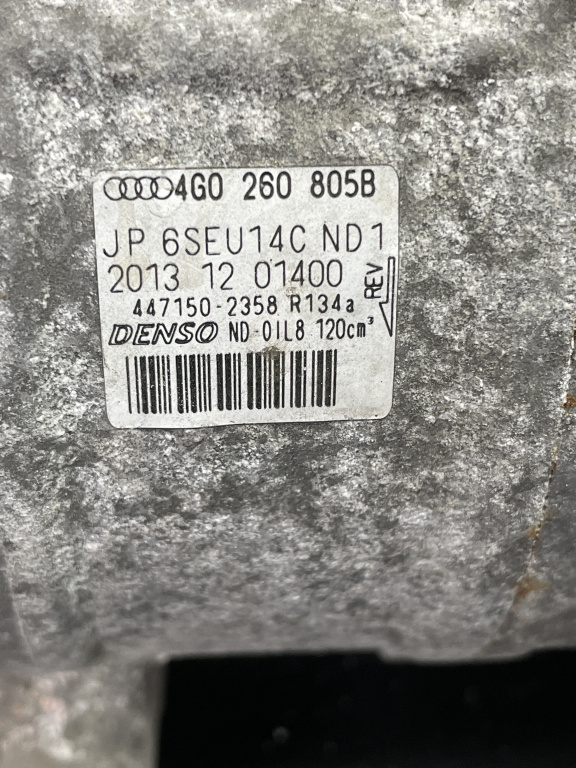 4G0 260 805B
JP 6SEU14C ND1
2013 12 01400
447150-2358 R134a
DENSO ND-OIL8 120cm³
REV